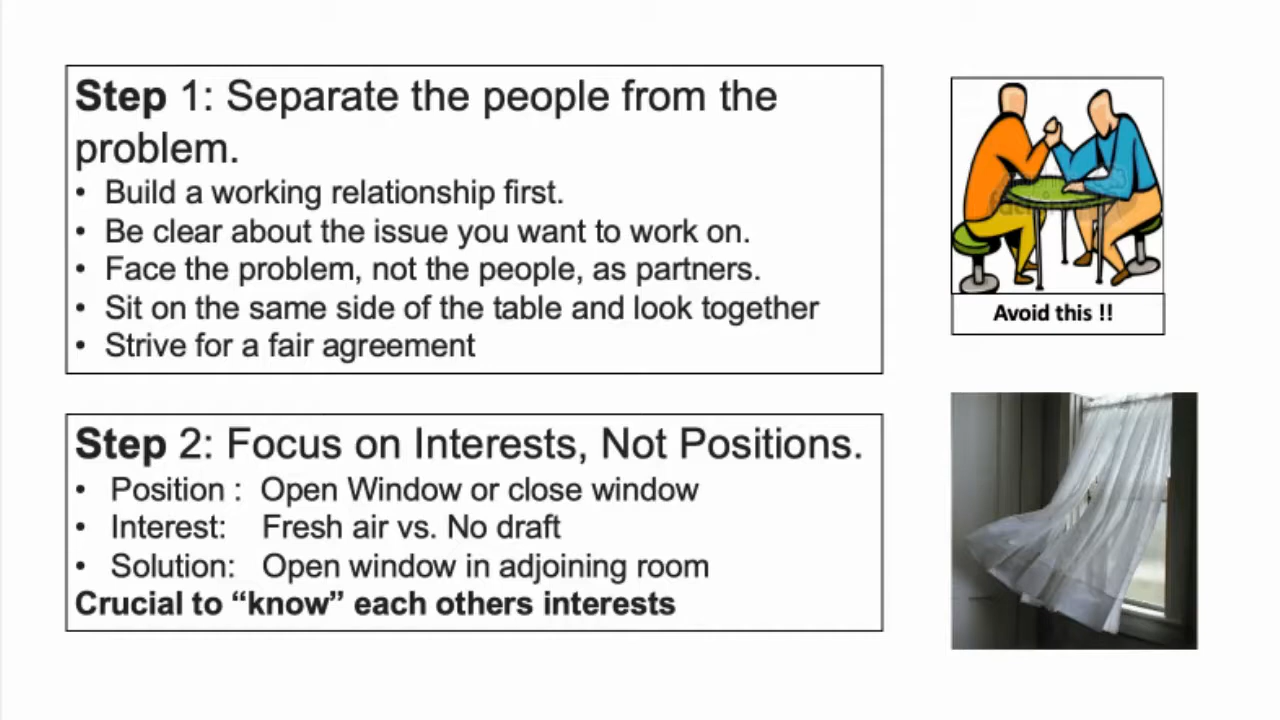 Step 1: Separate the people from the
problem.
• Build a working relationship first.
• Be clear about the issue you want to work on.
• Face the problem, not the people, as partners.
• Sit on the same side of the table and look together
• Strive for a fair agreement
Avoid this !!
Step 2: Focus on Interests, Not Positions.
• Position : Open Window or close window
• Interest: Fresh air vs. No draft
• Solution: Open window in adjoining room
Crucial to “know” each others interests